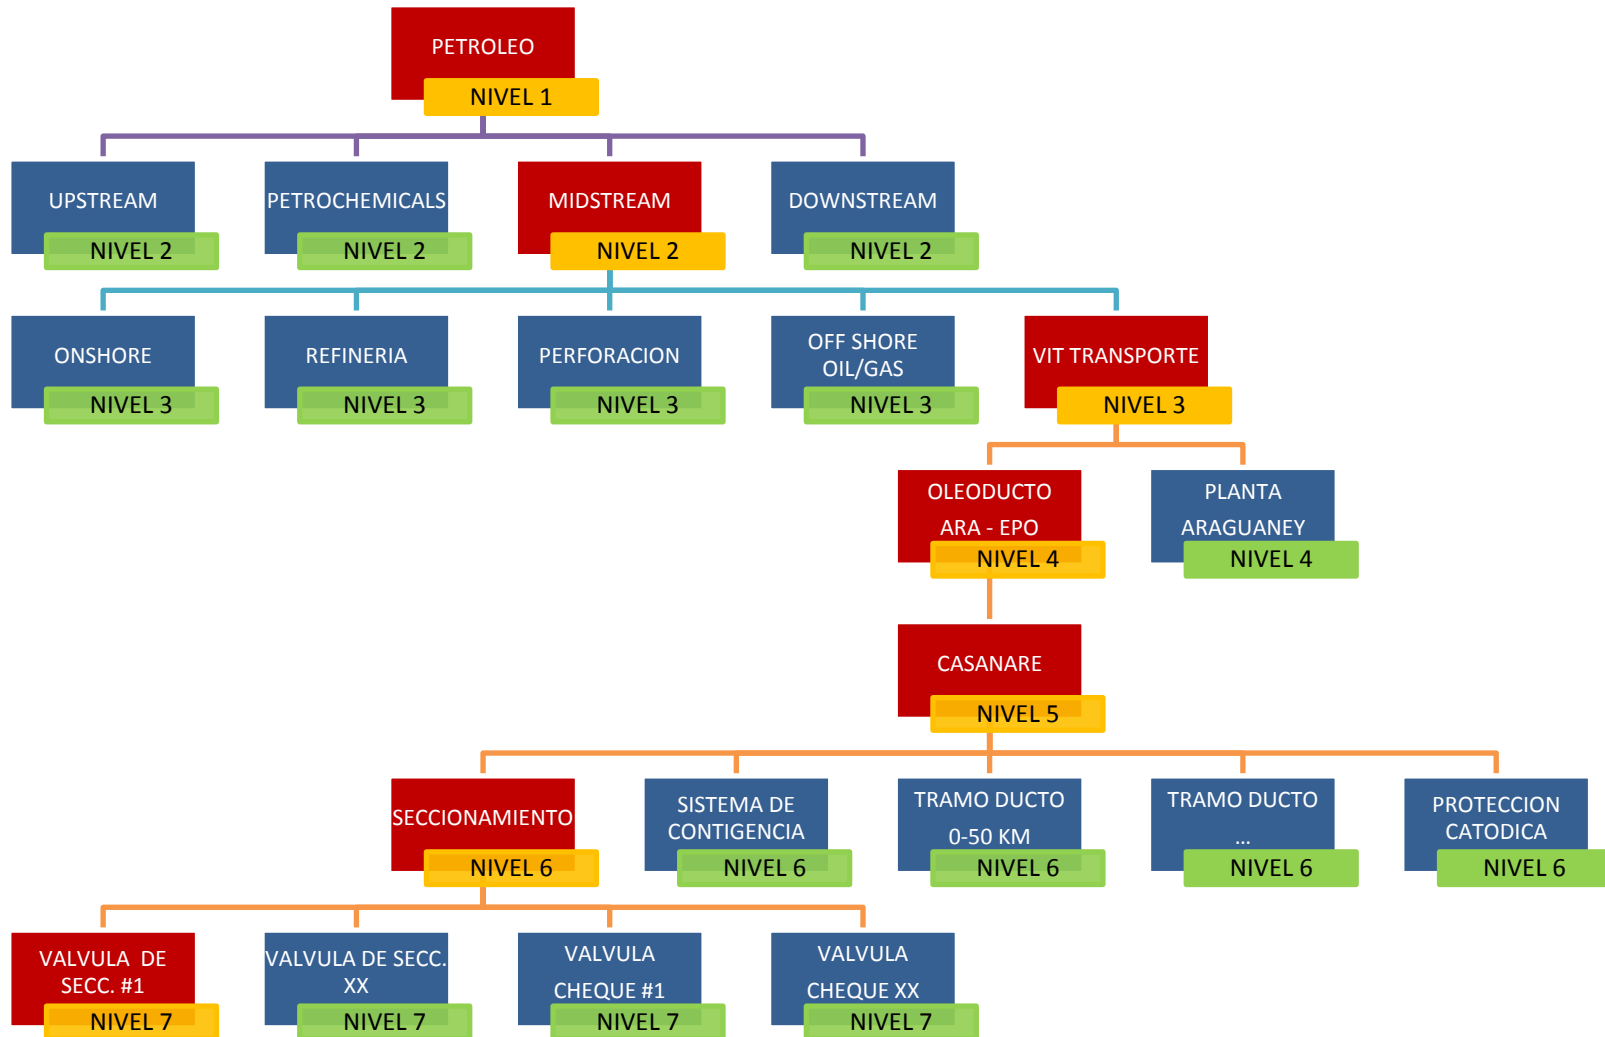 PETROLEO
NIVEL 1
UPSTREAM
NIVEL 2
PETROCHEMICALS
NIVEL 2
MIDSTREAM
NIVEL 2
DOWNSTREAM
NIVEL 2
ONSHORE
NIVEL 3
REFINERIA
NIVEL 3
PERFORACION
NIVEL 3
OFF SHORE
OIL/GAS
NIVEL 3
VIT TRANSPORTE
NIVEL 3
OLEODUCTO
ARA - EPO
NIVEL 4
PLANTA
ARAGUANEY
NIVEL 4
CASANARE
NIVEL 5
SECCIONAMIENTO
NIVEL 6
SISTEMA DE
CONTIGENCIA
NIVEL 6
TRAMO DUCTO
0-50 KM
NIVEL 6
TRAMO DUCTO
...
NIVEL 6
PROTECCION
CATODICA
NIVEL 6
VALVULA DE
SECC. #1
NIVEL 7
VALVULA DE SECC.
XX
NIVEL 7
VALVULA
CHEQUE #1
NIVEL 7
VALVULA
CHEQUE XX
NIVEL 7